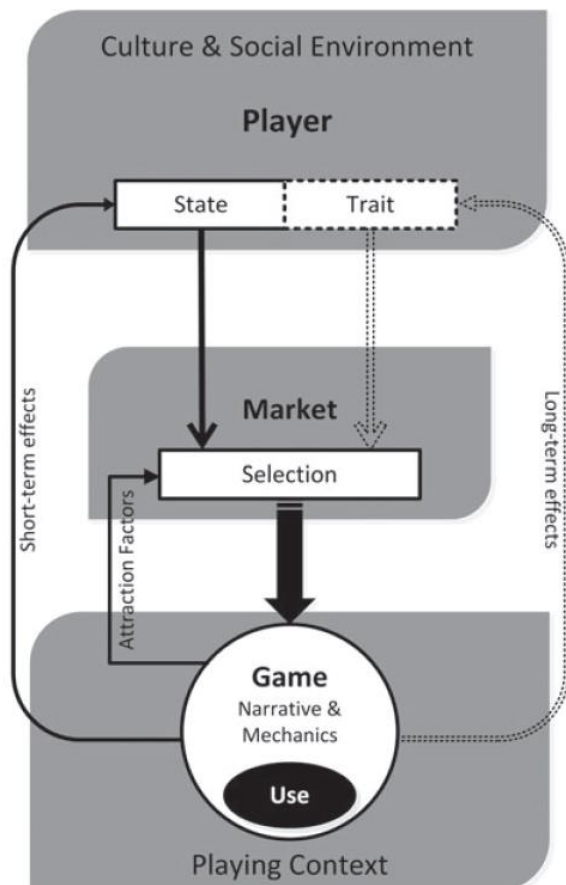 Culture & Social Environment
Player
State
Trait
Market
Selection
Short-term effects
Attraction Factors
Long-term effects
Game
Narrative &
Mechanics
Use
Playing Context